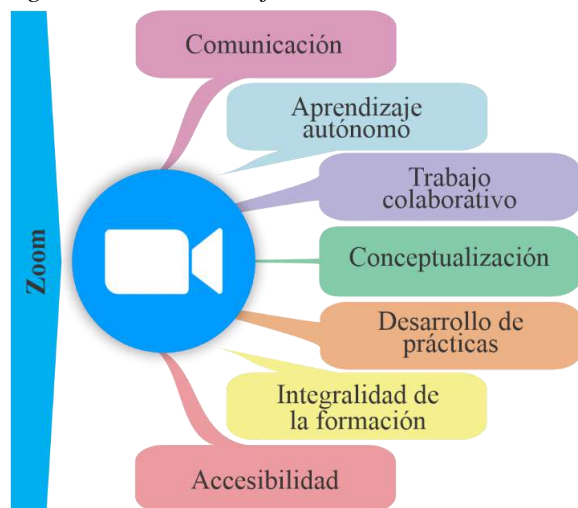 Comunicación
Aprendizaje
autónomo
Trabajo
colaborativo
Zoom
Conceptualización
Desarrollo de
prácticas
Integralidad de
la formación
Accesibilidad